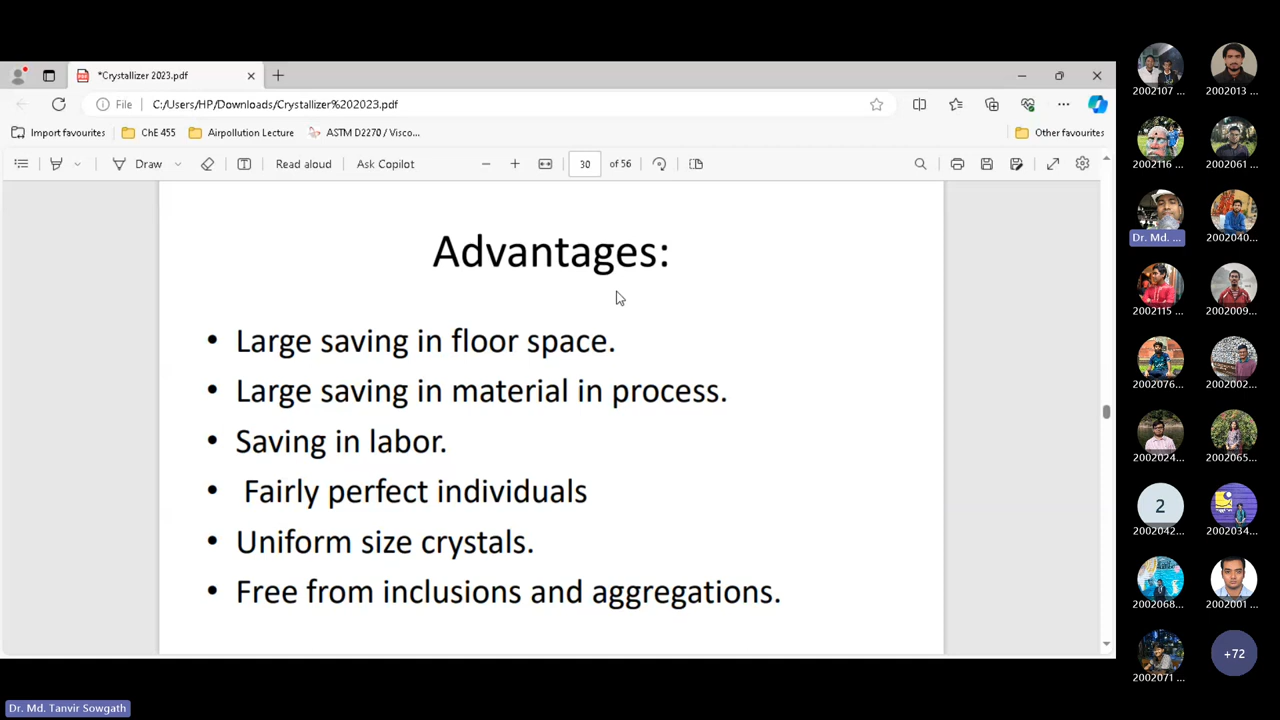 *Crystallizer 2023.pdf
File C:/Users/HP/Downloads/Crystallizer%202023.pdf
Import favourites ChE 455 Airpollution Lecture ASTM D2270 / Visco... Other favourites
Draw Read aloud Ask Copilot 30 of 56
Advantages:
• Large saving in floor space.
• Large saving in material in process.
• Saving in labor.
• Fairly perfect individuals
• Uniform size crystals.
• Free from inclusions and aggregations.
2002107 ... 2002013 ...
2002116 ... 2002061 ...
Dr. Md. ... 2002040...
2002115 ... 2002009...
2002076... 2002002...
2002024... 2002065...
2
2002042... 2002034...
2002068... 2002001 ...
2002071 ... +72
Dr. Md. Tanvir Sowgath